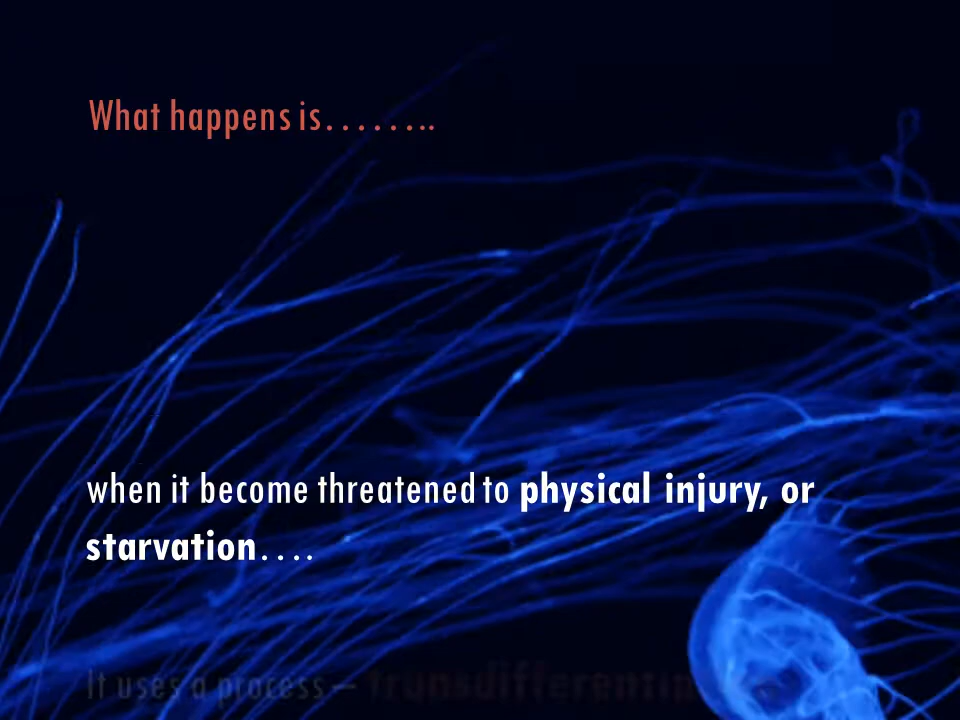 What happens is……..
when it become threatened to physical injury, or
starvation….
It uses a process –